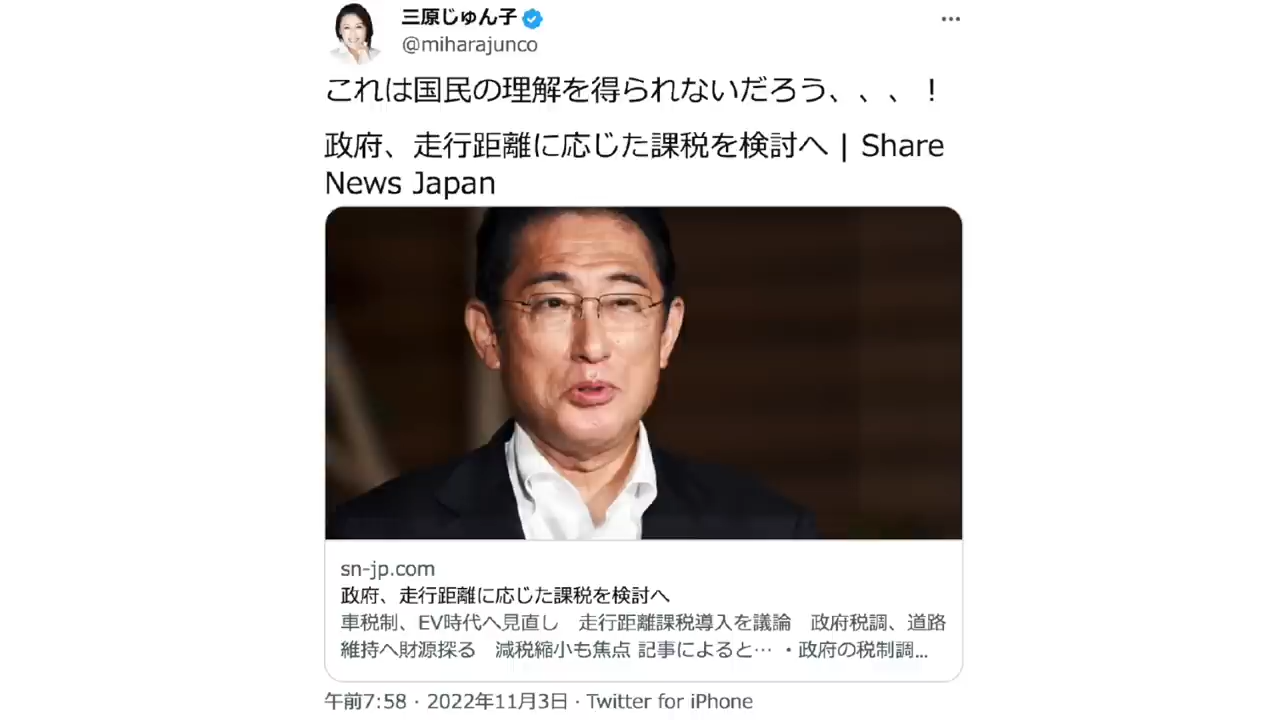 三原じゅん子
@miharajunco
これは国民の理解を得られないだろう、、、！
政府、走行距離に応じた課税を検討へ | Share
News Japan
sn-jp.com
政府、走行距離に応じた課税を検討へ
車税制、EV時代へ見直し　走行距離課税導入を議論　政府税調、道路
維持へ財源探る　減税縮小も焦点 記事によると… ・政府の税制調...
午前7:58 · 2022年11月3日 · Twitter for iPhone